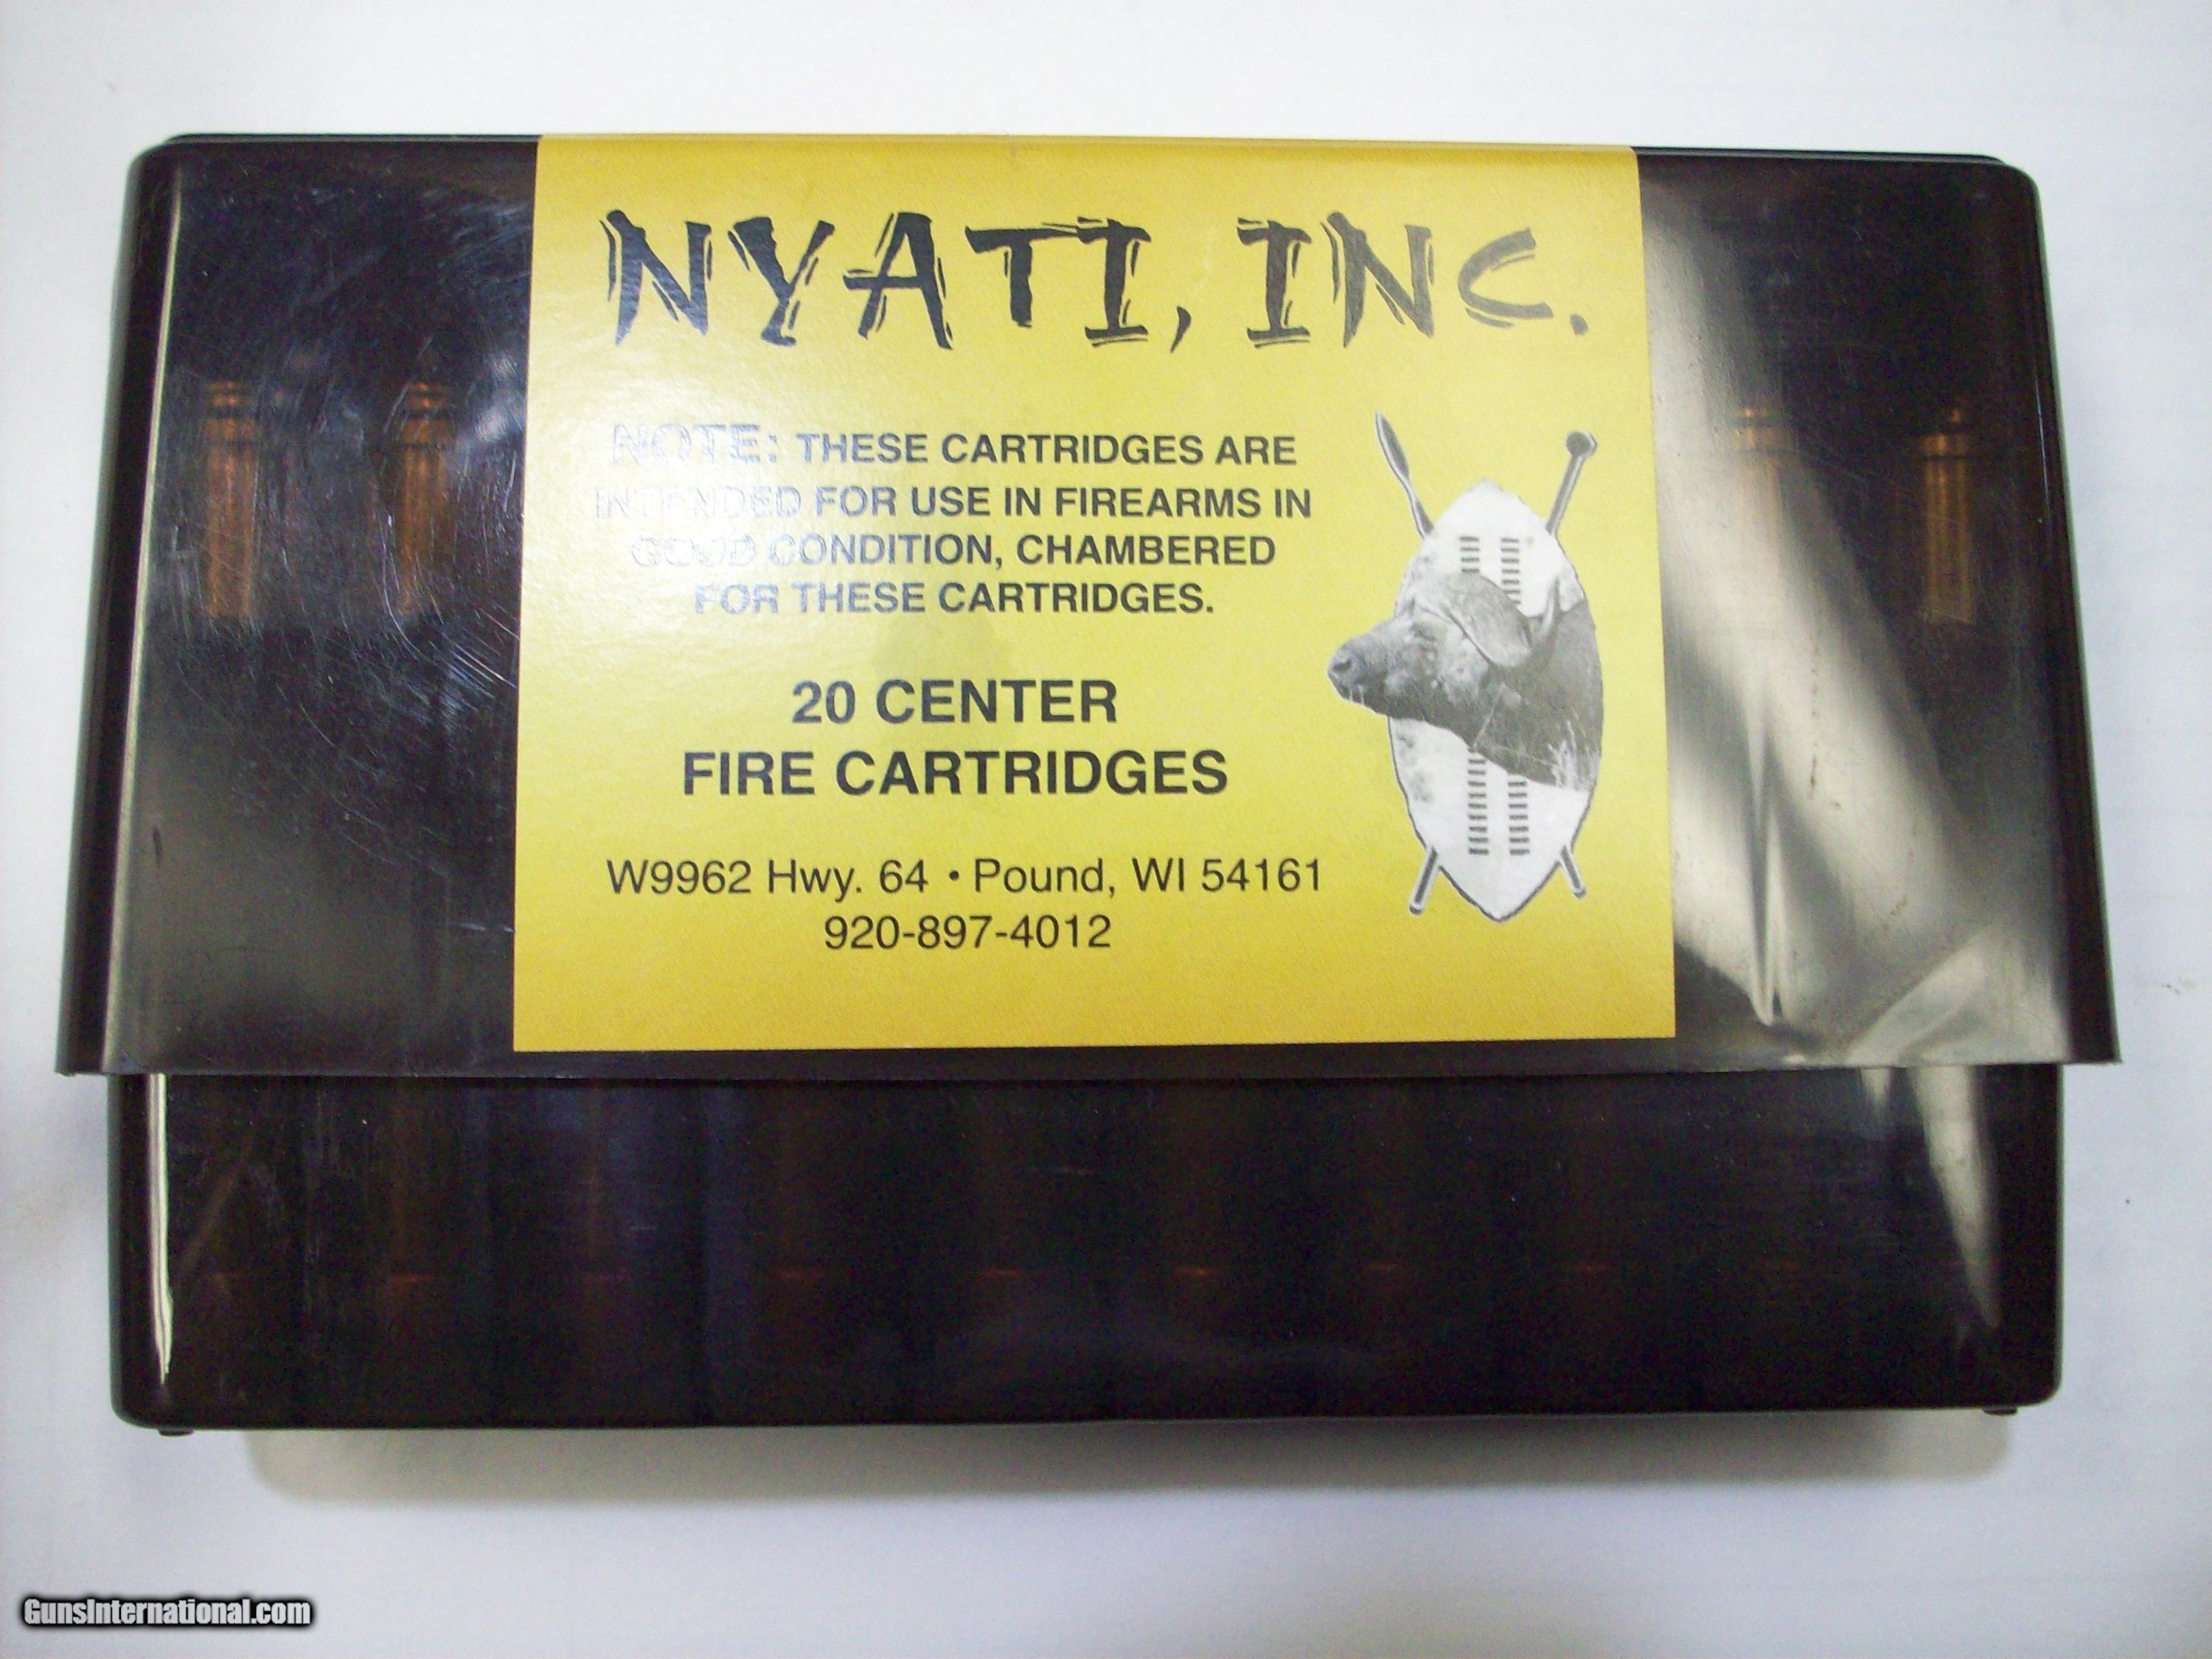 NYATI, INC.
NOTE: THESE CARTRIDGES ARE
INTENDED FOR USE IN FIREARMS IN
GOOD CONDITION, CHAMBERED
FOR THESE CARTRIDGES.
20 CENTER
FIRE CARTRIDGES
W9962 Hwy. 64 • Pound, WI 54161
920-897-4012
GunsInternational.com